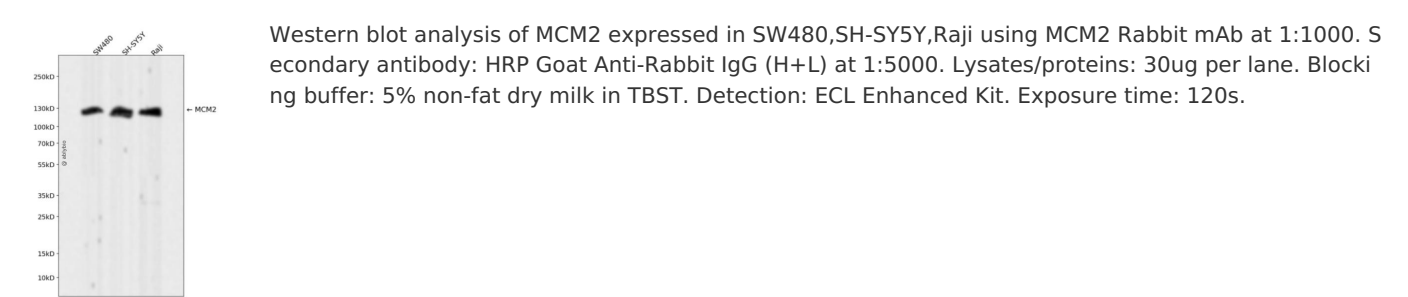 SW480 SH-SY5Y Raji
250kD
130kD
← MCM2
100kD
70kD
55kD
35kD
25kD
15kD
10kD
Western blot analysis of MCM2 expressed in SW480,SH-SY5Y,Raji using MCM2 Rabbit mAb at 1:1000. S
econdary antibody: HRP Goat Anti-Rabbit IgG (H+L) at 1:5000. Lysates/proteins: 30ug per lane. Blocki
ng buffer: 5% non-fat dry milk in TBST. Detection: ECL Enhanced Kit. Exposure time: 120s.